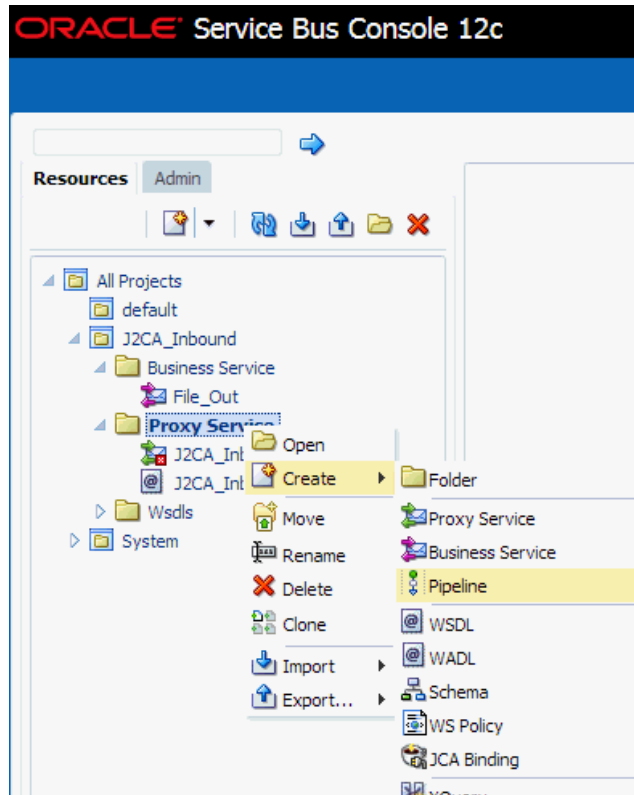 ORACLE Service Bus Console 12c
Resources Admin
All Projects
default
J2CA_Inbound
Business Service
File_Out
Proxy Service
J2CA_Inb
J2CA_Inb
Wsdls
System
Open
Create
Move
Rename
Delete
Clone
Import
Export...
Folder
Proxy Service
Business Service
Pipeline
WSDL
WADL
Schema
WS Policy
JCA Binding